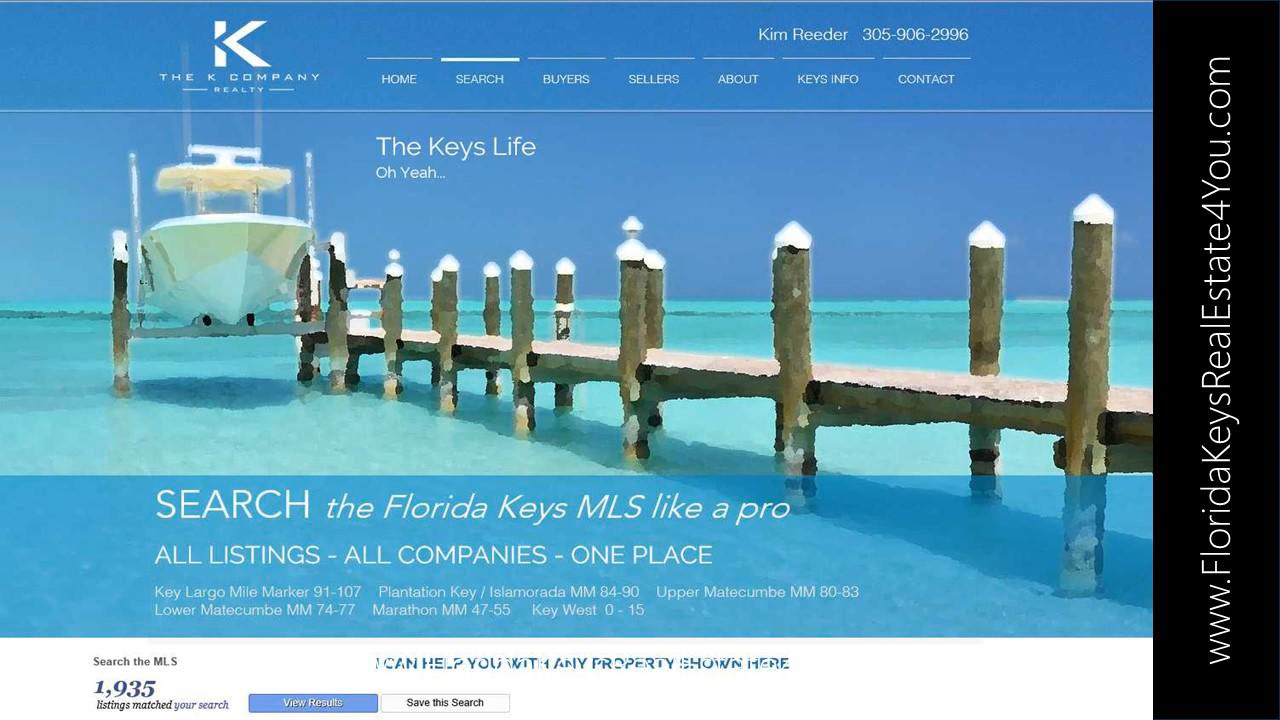 K
THE K COMPANY
REALTY
Kim Reeder 305-906-2996
HOME SEARCH BUYERS SELLERS ABOUT KEYS INFO CONTACT
The Keys Life
Oh Yeah...
SEARCH the Florida Keys MLS like a pro
ALL LISTINGS - ALL COMPANIES - ONE PLACE
Key Largo Mile Marker 91-107 Plantation Key / Islamorada MM 84-90 Upper Matecumbe MM 80-83
Lower Matecumbe MM 74-77 Marathon MM 47-55 Key West 0 - 15
Search the MLS
I CAN HELP YOU WITH ANY PROPERTY SHOWN HERE
1,935
listings matched your search
View Results Save this Search
www.FloridaKeysRealEstate4You.com